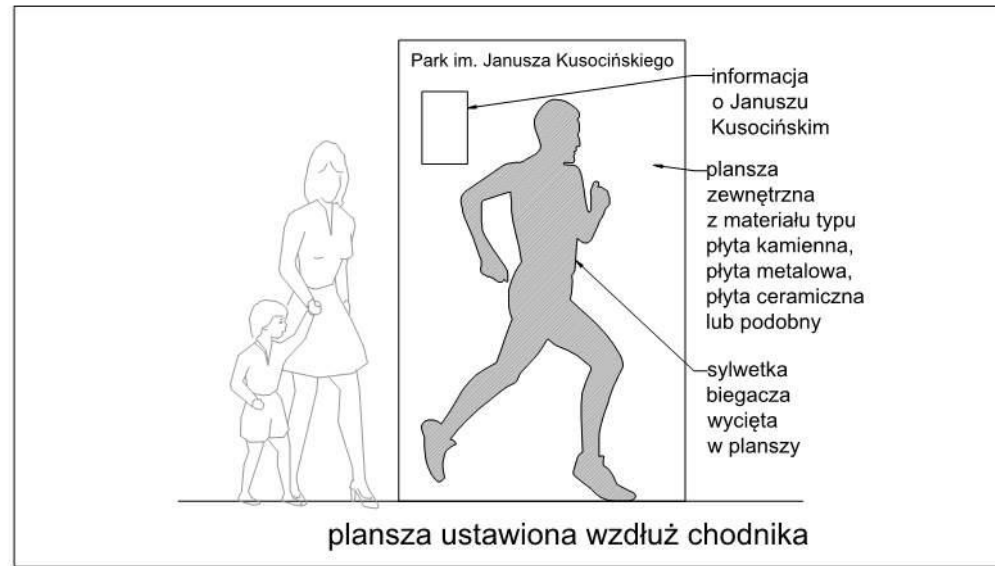 Park im. Janusza Kusocińskiego
informacja
o Januszu
Kusocińskim
plansza
zewnętrzna
z materiału typu
płyta kamienna,
płyta metalowa,
płyta ceramiczna
lub podobny
sylwetka
biegacza
wycięta
w planszy
plansza ustawiona wzdłuż chodnika